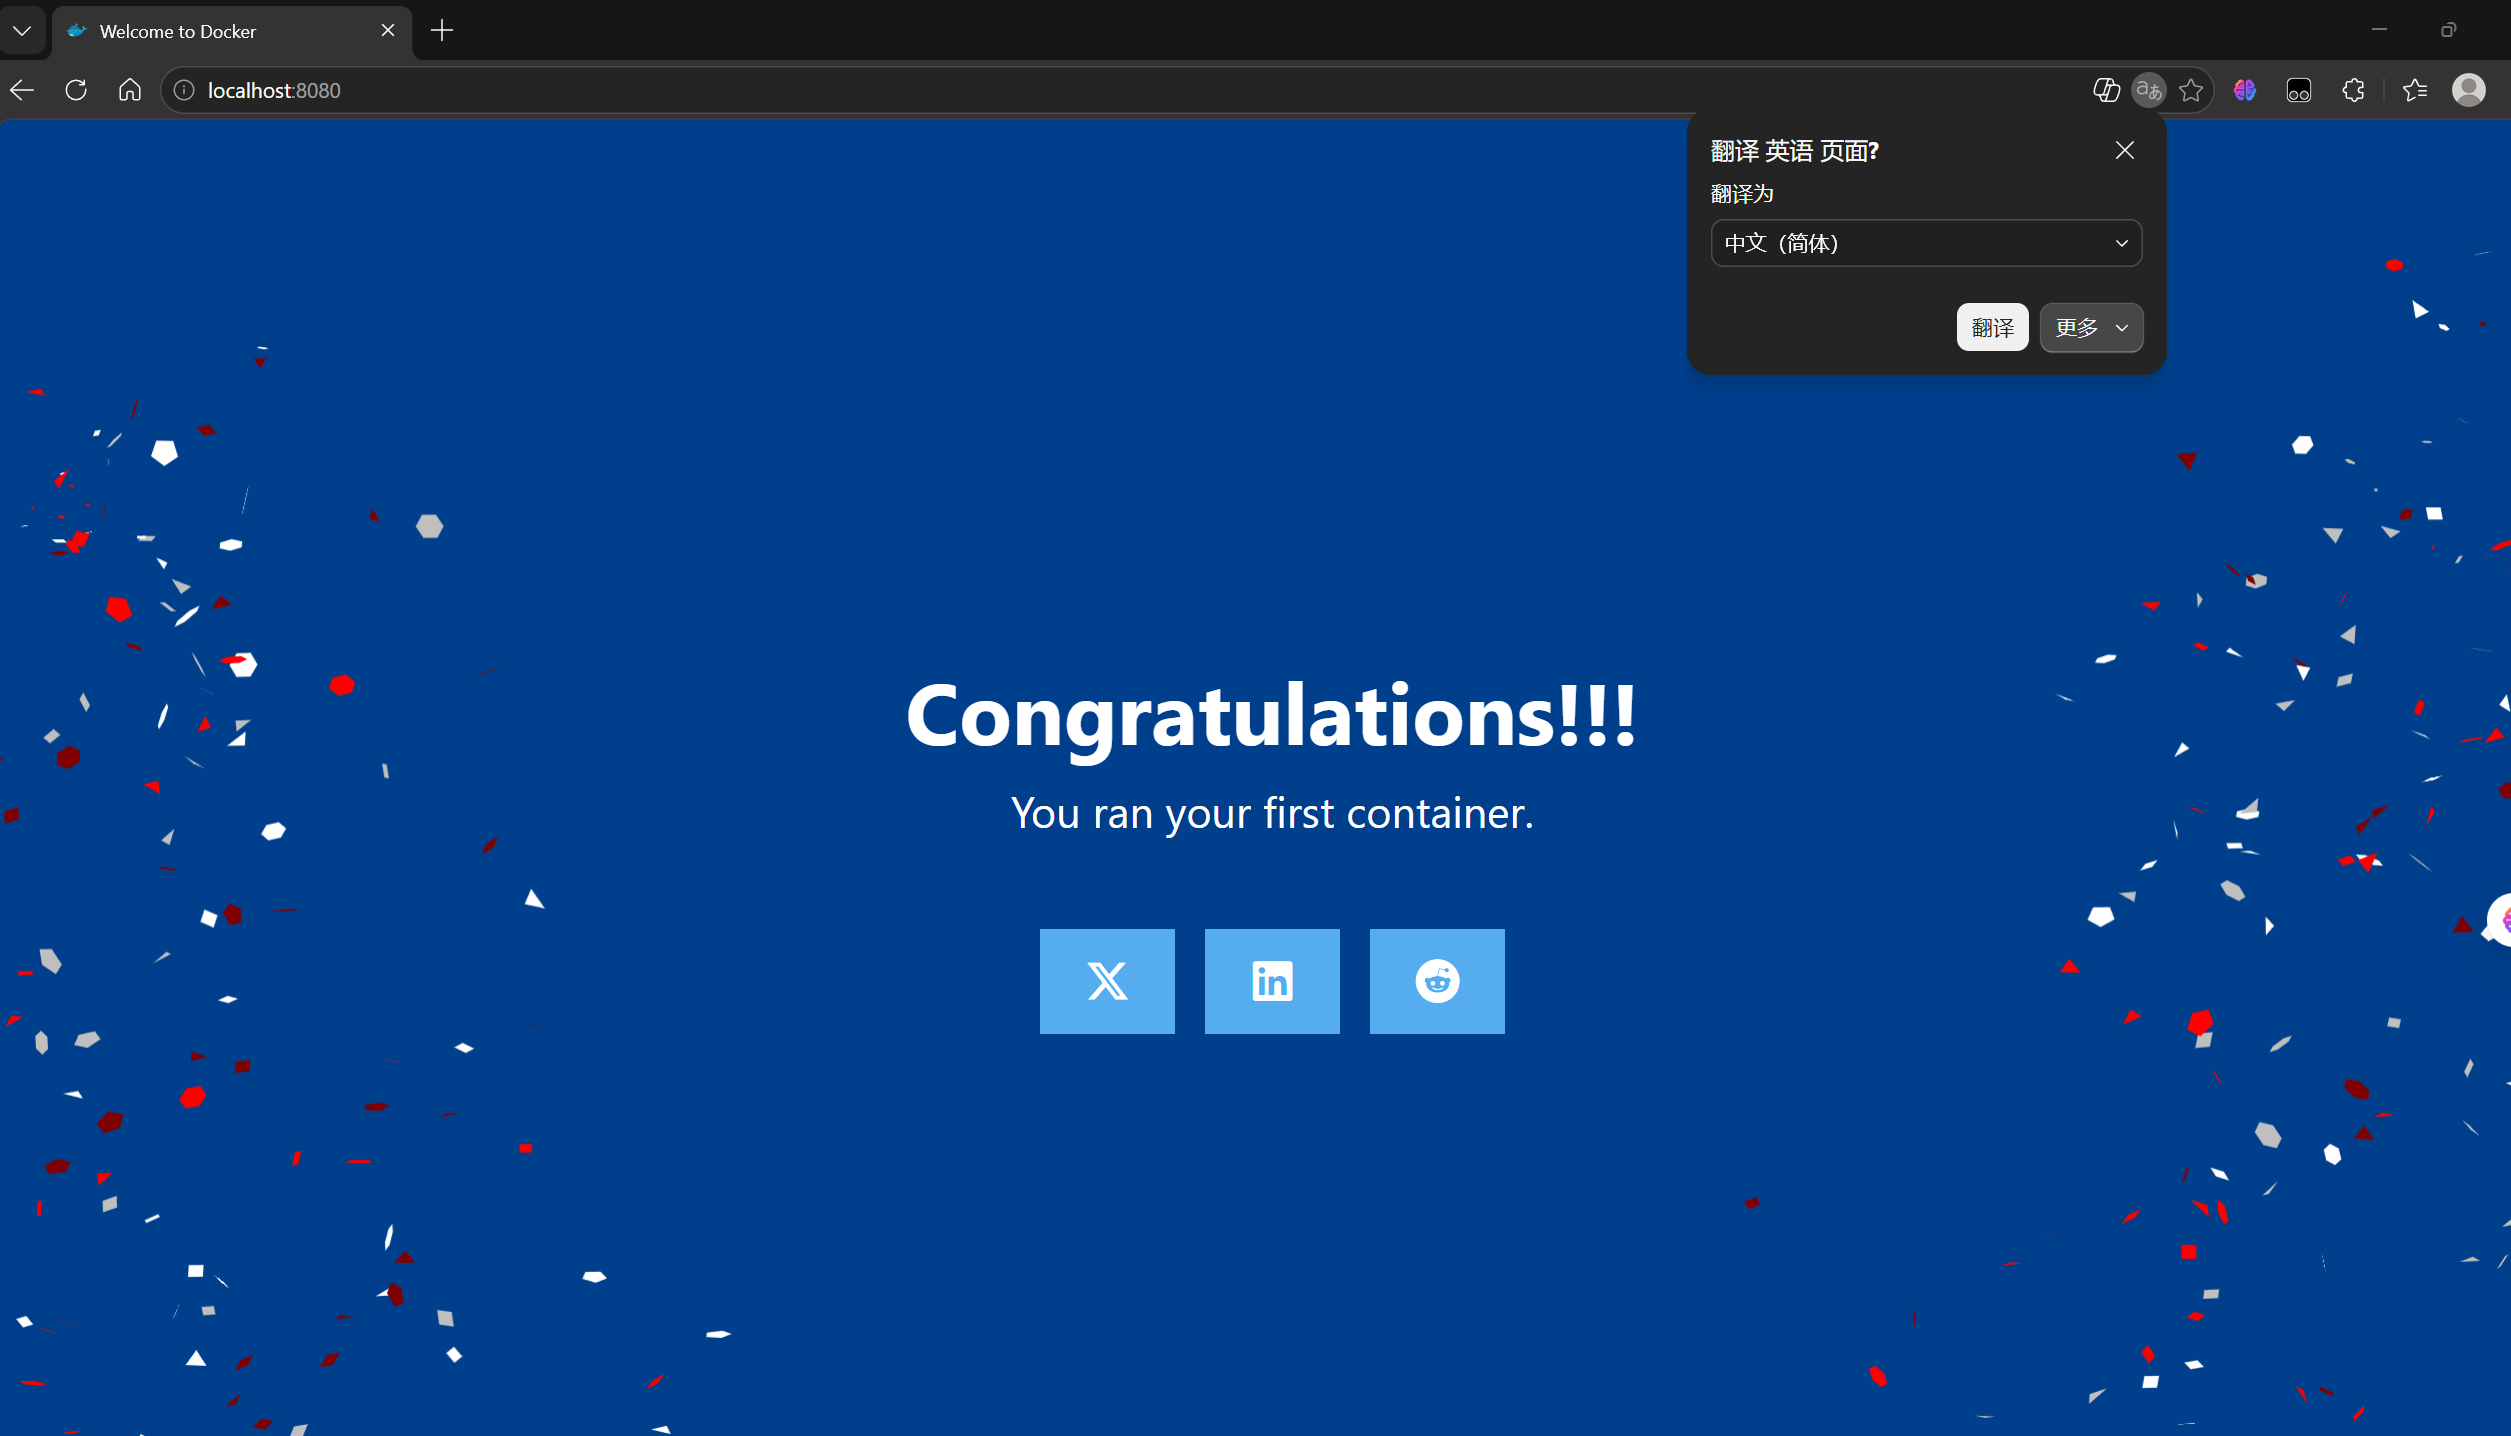 Welcome to Docker
localhost:8080
翻译 英语 页面?
翻译为
中文（简体）
翻译
更多
Congratulations!!!
You ran your first container.
in